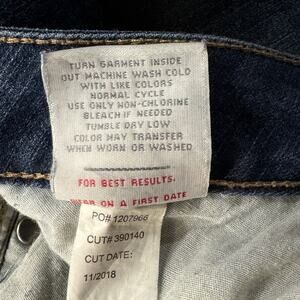 TURN GARMENT INSIDE
OUT MACHINE WASH COLD
WITH LIKE COLORS
NORMAL CYCLE
USE ONLY NON-CHLORINE
BLEACH IF NEEDED
TUMBLE DRY LOW
COLOR MAY TRANSFER
WHEN WORN OR WASHED
FOR BEST RESULTS,
WEAR ON A FIRST DATE
PO# 1207966
CUT# 390140
CUT DATE:
11/2018